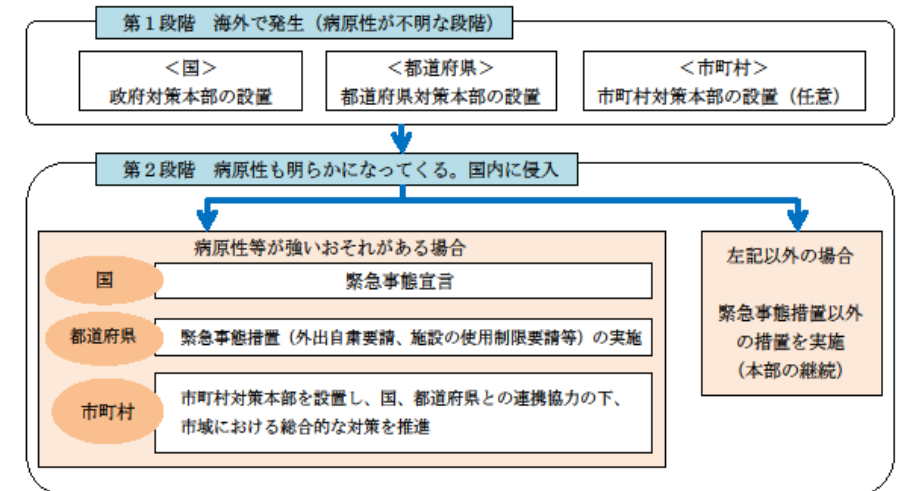 第1段階 海外で発生（病原性が不明な段階）
＜国＞
政府対策本部の設置
＜都道府県＞
都道府県対策本部の設置
＜市町村＞
市町村対策本部の設置（任意）
第2段階 病原性も明らかになってくる。国内に侵入
病原性等が強いおそれがある場合
国
緊急事態宣言
都道府県
緊急事態措置（外出自粛要請、施設の使用制限要請等）の実施
市町村
市町村対策本部を設置し、国、都道府県との連携協力の下、
市域における総合的な対策を推進
左記以外の場合
緊急事態措置以外
の措置を実施
（本部の継続）